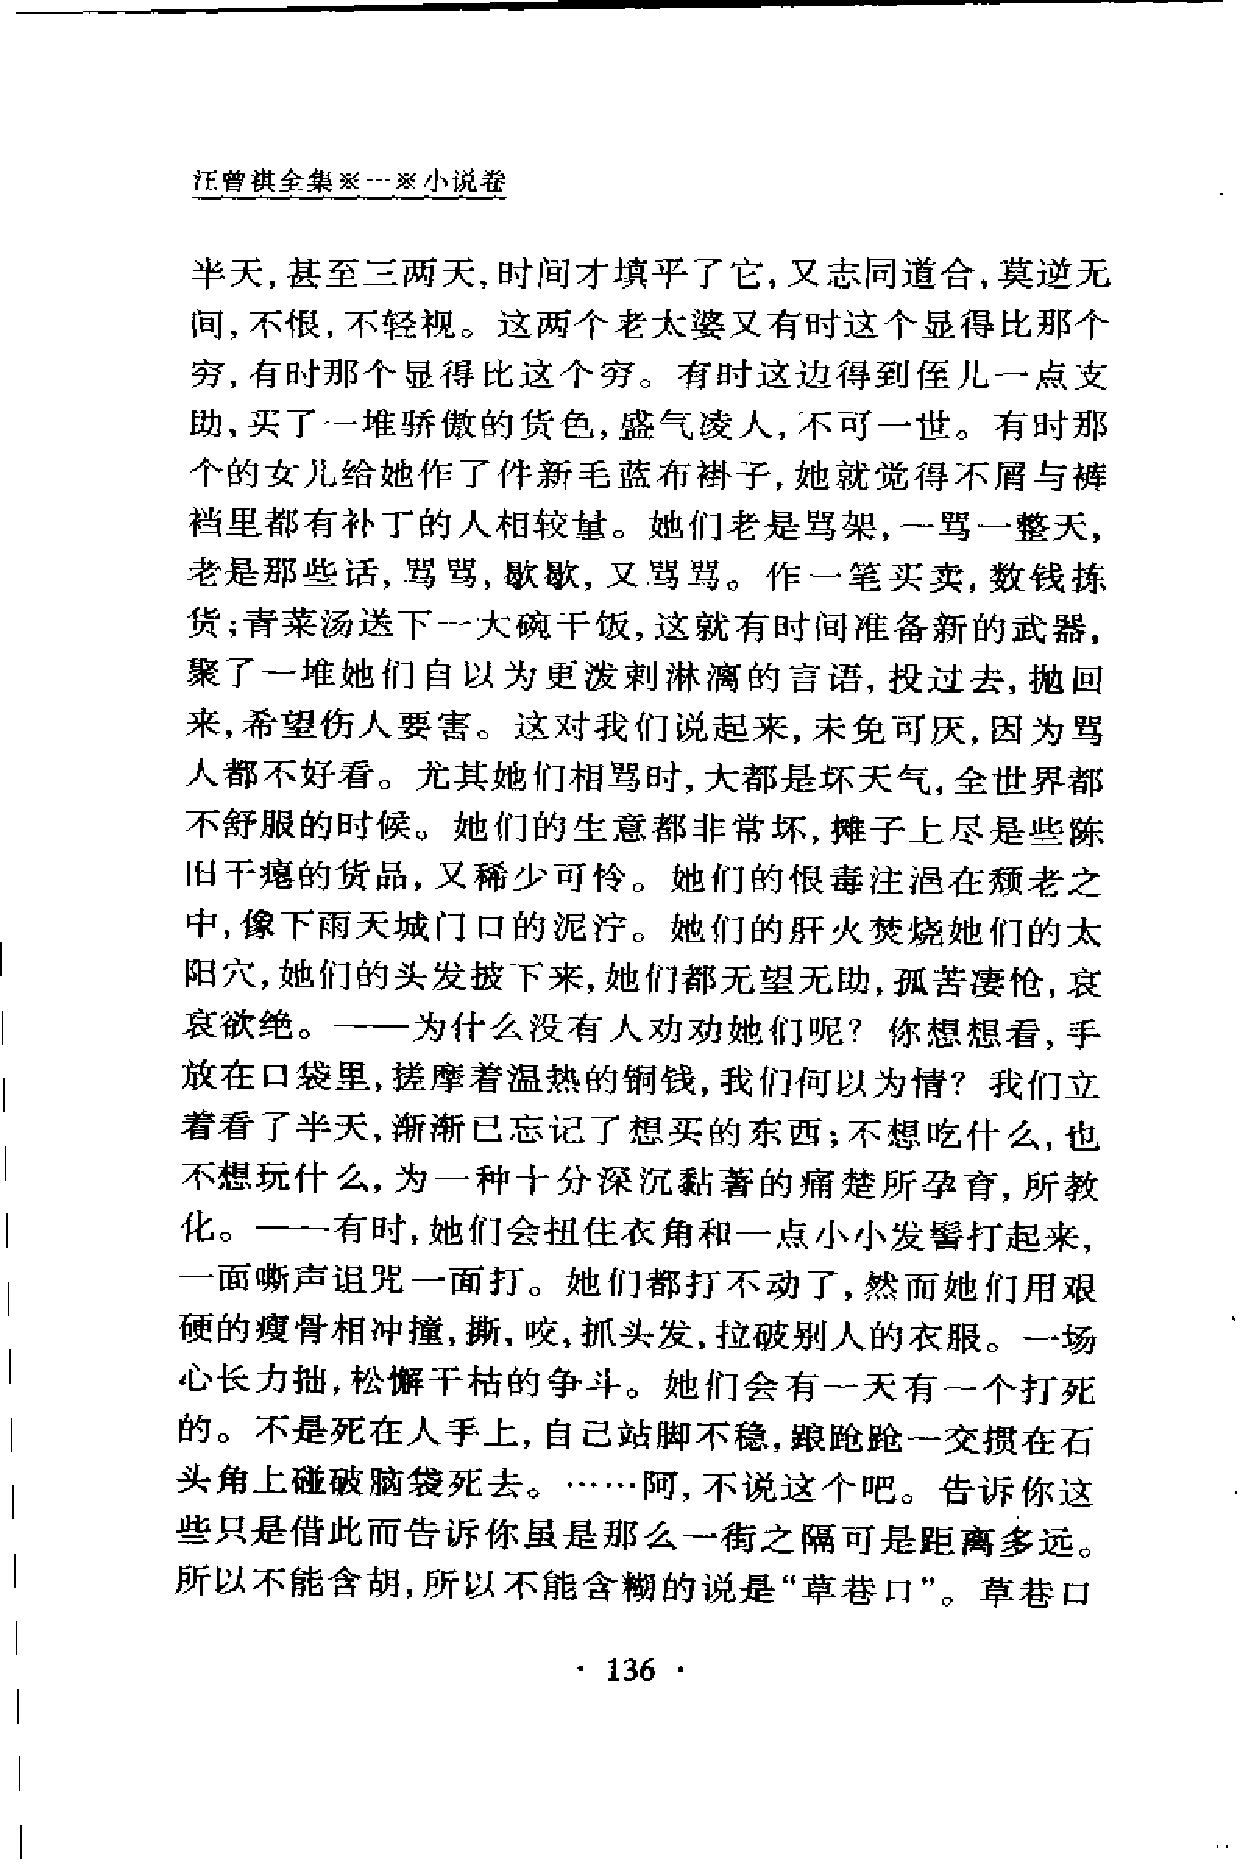 汪曾祺全集※一※小说卷
半天,甚至三两天,时间才填平了它,又志同道合,莫逆无
间,不恨,不轻视。这两个老太婆又有时这个显得比那个
穷,有时那个显得比这个穷。有时这边得到侄儿一点支
助,买了一堆骄傲的货色,盛气凌人,不可一世。有时那
个的女儿给她作了件新毛蓝布褂子,她就觉得不屑与裤
裆里都有补丁的人相较量。她们老是骂架,一骂一整天,
老是那些话,骂骂,歇歇,又骂骂。作一笔买卖,数钱拣
货;青菜汤送下一大碗干饭,这就有时间准备新的武器,
聚了一堆她们自以为更泼剌淋漓的言语,投过去,抛回
来,希望伤人要害。这对我们说起来,未免可厌,因为骂
人都不好看。尤其她们相骂时,大都是坏天气,全世界都
不舒服的时候。她们的生意都非常坏,摊子上尽是些陈
旧干瘪的货品,又稀少可怜。她们的恨毒注洇在颓老之
中,像下雨天城门口的泥泞。她们的肝火焚烧她们的太
阳穴,她们的头发披下来,她们都无望无助,孤苦凄怆,哀
哀欲绝。——为什么没有人劝劝她们呢?你想想看,手
放在口袋里,搓摩着温热的铜钱,我们何以为情?我们立
着看了半天,渐渐已忘记了想买的东西;不想吃什么,也
不想玩什么,为一种十分深沉黏著的痛楚所孕育,所教
化。——有时,她们会扭住衣角和一点小小发髻打起来,
一面嘶声诅咒一面打。她们都打不动了,然而她们用艰
硬的瘦骨相冲撞,撕,咬,抓头发,拉破别人的衣服。一场
心长力拙,松懈干枯的争斗。她们会有一天有一个打死
的。不是死在人手上,自己站脚不稳,踉跄跄一交掼在石
头角上碰破脑袋死去。……阿,不说这个吧。告诉你这
些只是借此而告诉你虽是那么一街之隔可是距离多远。
所以不能含胡,所以不能含糊的说是“草巷口”。草巷口
· 136 ·